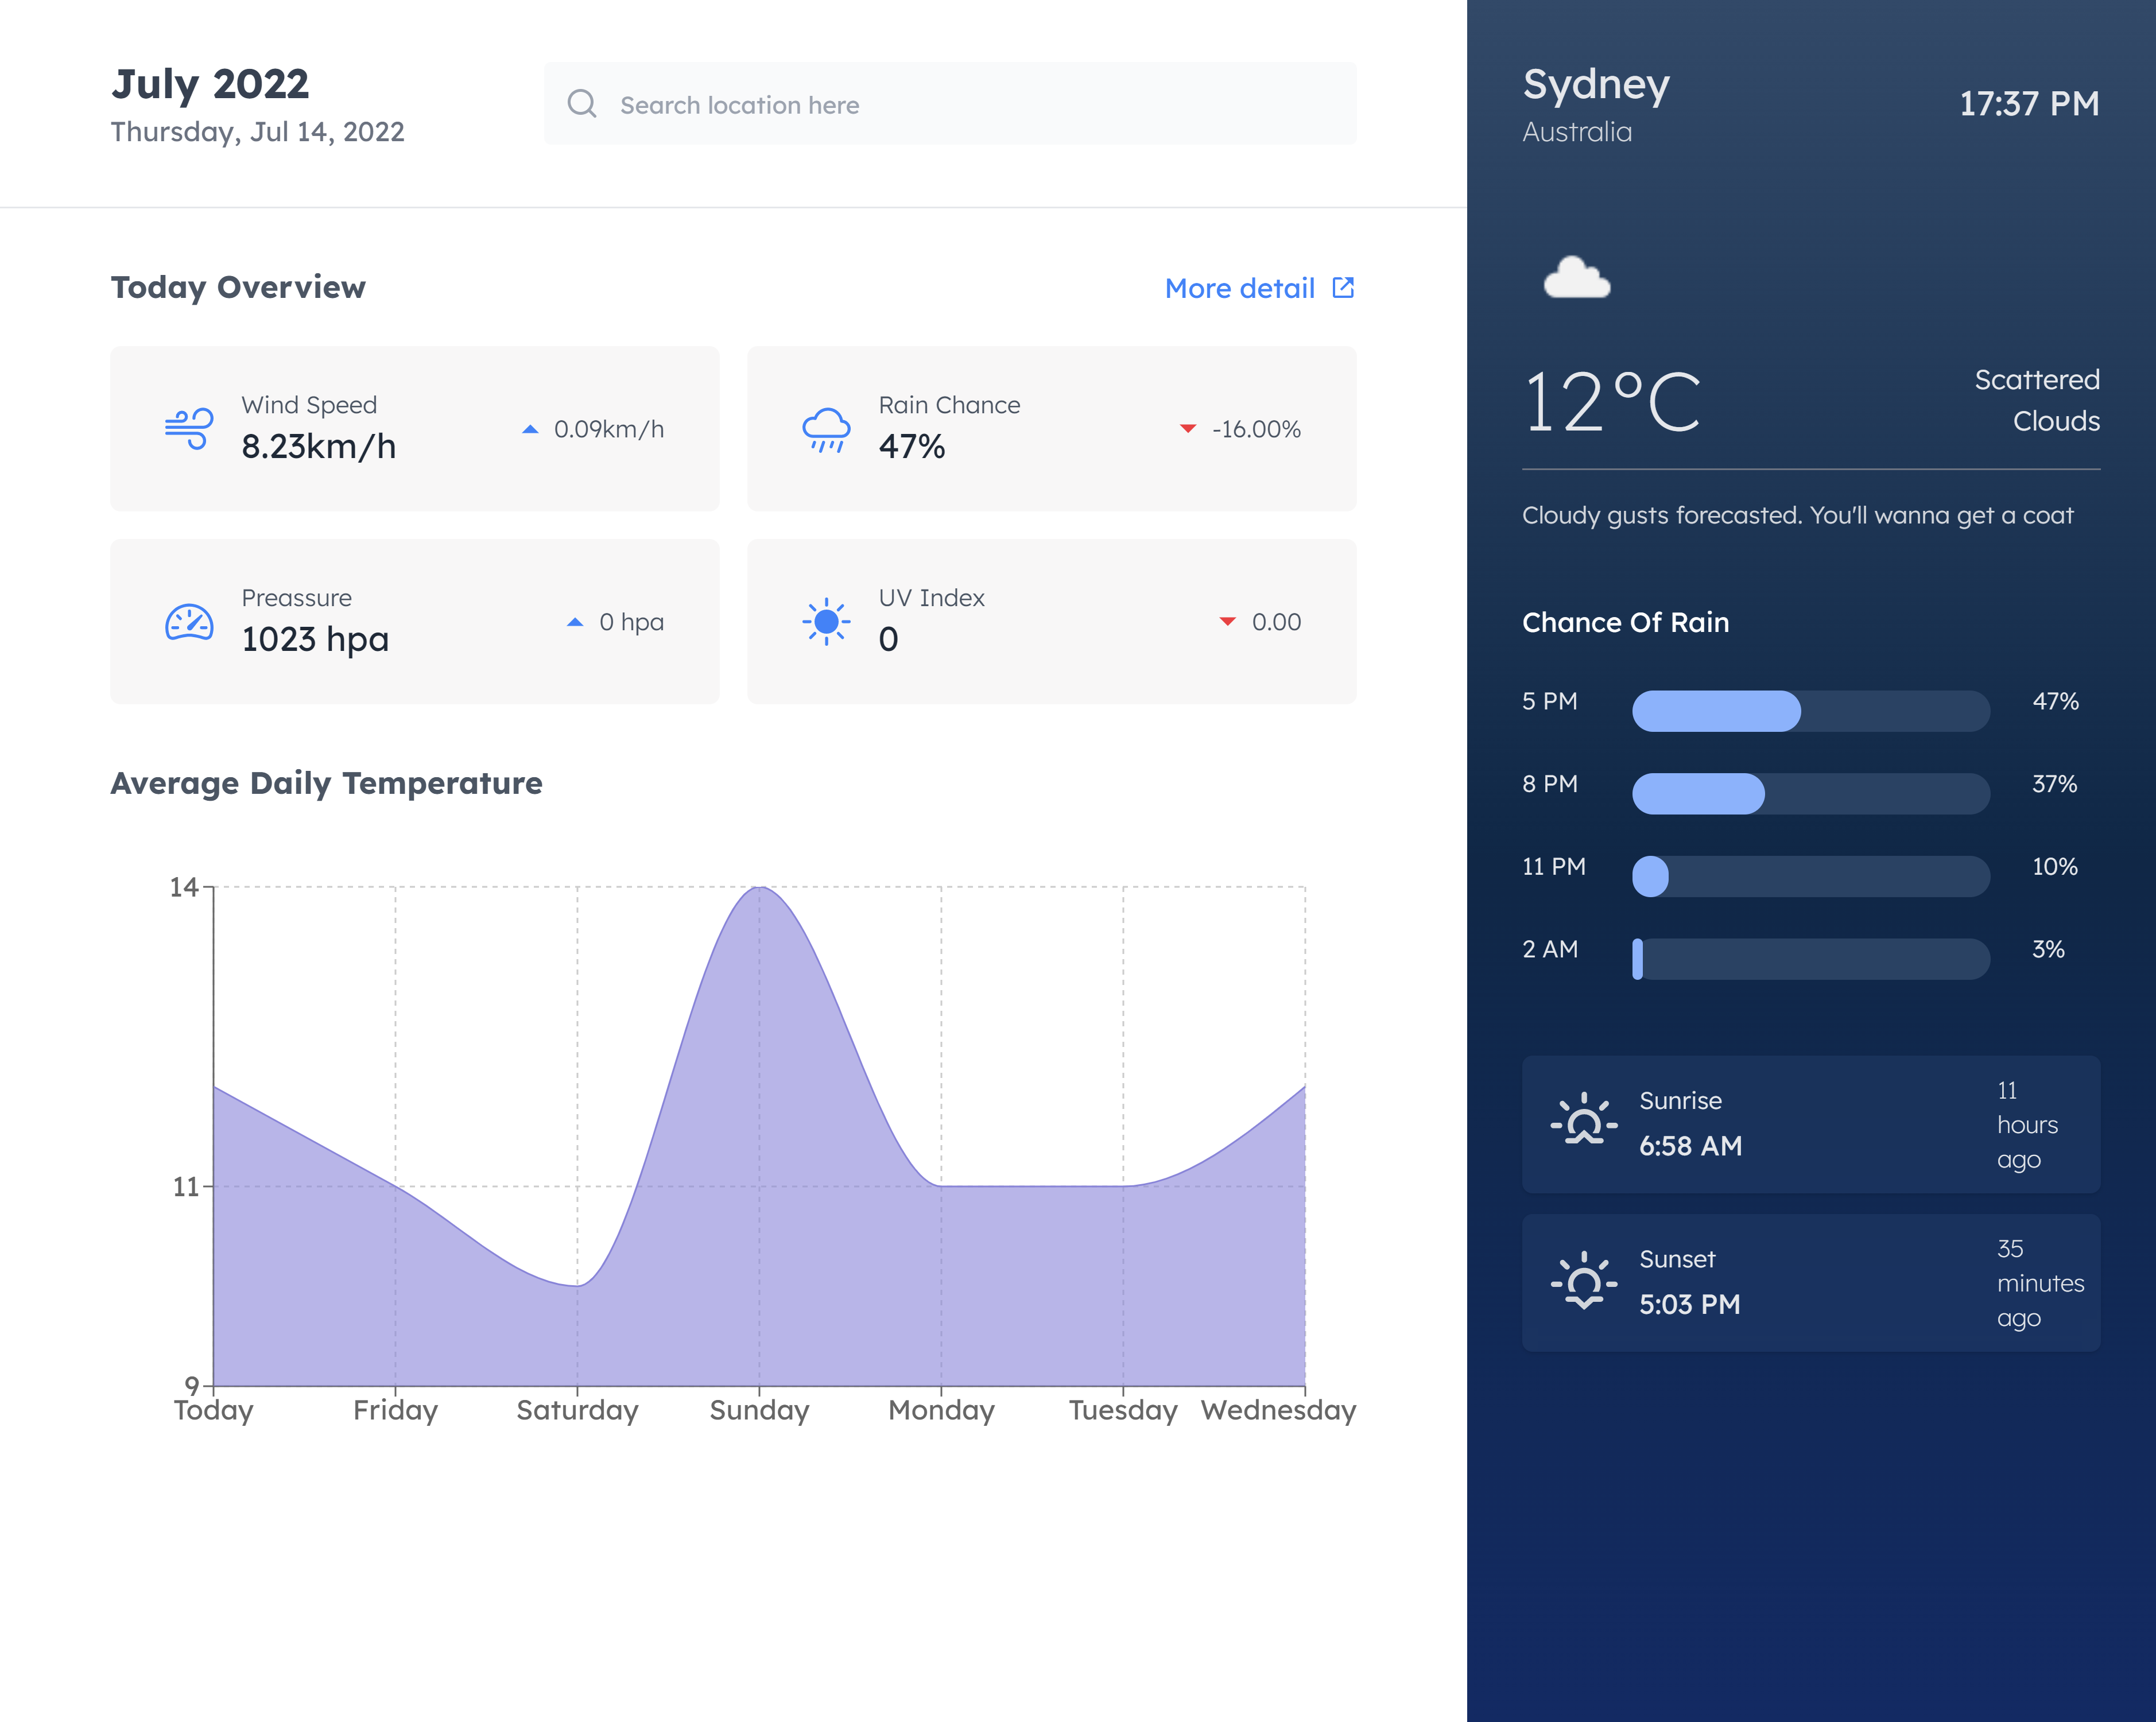 July 2022
Thursday, Jul 14, 2022
Search location here
Today Overview
More detail
Wind Speed
8.23km/h
0.09km/h
Rain Chance
47%
-16.00%
Preassure
1023 hpa
0 hpa
UV Index
0
0.00
Average Daily Temperature
14
11
9
Today
Friday
Saturday
Sunday
Monday
Tuesday
Wednesday
Sydney
Australia
17:37 PM
12°C
Scattered
Clouds
Cloudy gusts forecasted. You'll wanna get a coat
Chance Of Rain
5 PM
47%
8 PM
37%
11 PM
10%
2 AM
3%
Sunrise
6:58 AM
11
hours
ago
Sunset
5:03 PM
35
minutes
ago